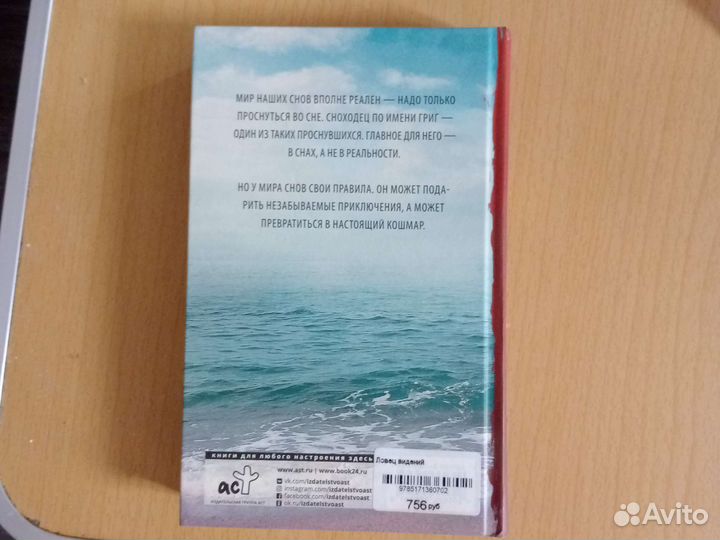 МИР НАШИХ СНОВ ВПОЛНЕ РЕАЛЕН — НАДО ТОЛЬКО
ПРОСНУТЬСЯ ВО СНЕ. СНОХОДЕЦ ПО ИМЕНИ ГРИГ —
ОДИН ИЗ ТАКИХ ПРОСНУВШИХСЯ. ГЛАВНОЕ ДЛЯ НЕГО —
В СНАХ, А НЕ В РЕАЛЬНОСТИ.
НО У МИРА СНОВ СВОИ ПРАВИЛА. ОН МОЖЕТ ПОДА-
РИТЬ НЕЗАБЫВАЕМЫЕ ПРИКЛЮЧЕНИЯ, А МОЖЕТ
ПРЕВРАТИТЬСЯ В НАСТОЯЩИЙ КОШМАР.
книги для любого настроения здесь
www.ast.ru | www.book24.ru
vk.com/izdatelstvoast
instagram.com/izdatelstvoast
facebook.com/izdatelstvoast
ok.ru/izdatelstvoast
аст
ИЗДАТЕЛЬСКАЯ ГРУППА АСТ
Ловец видений
9785171360702
756 руб
Avito